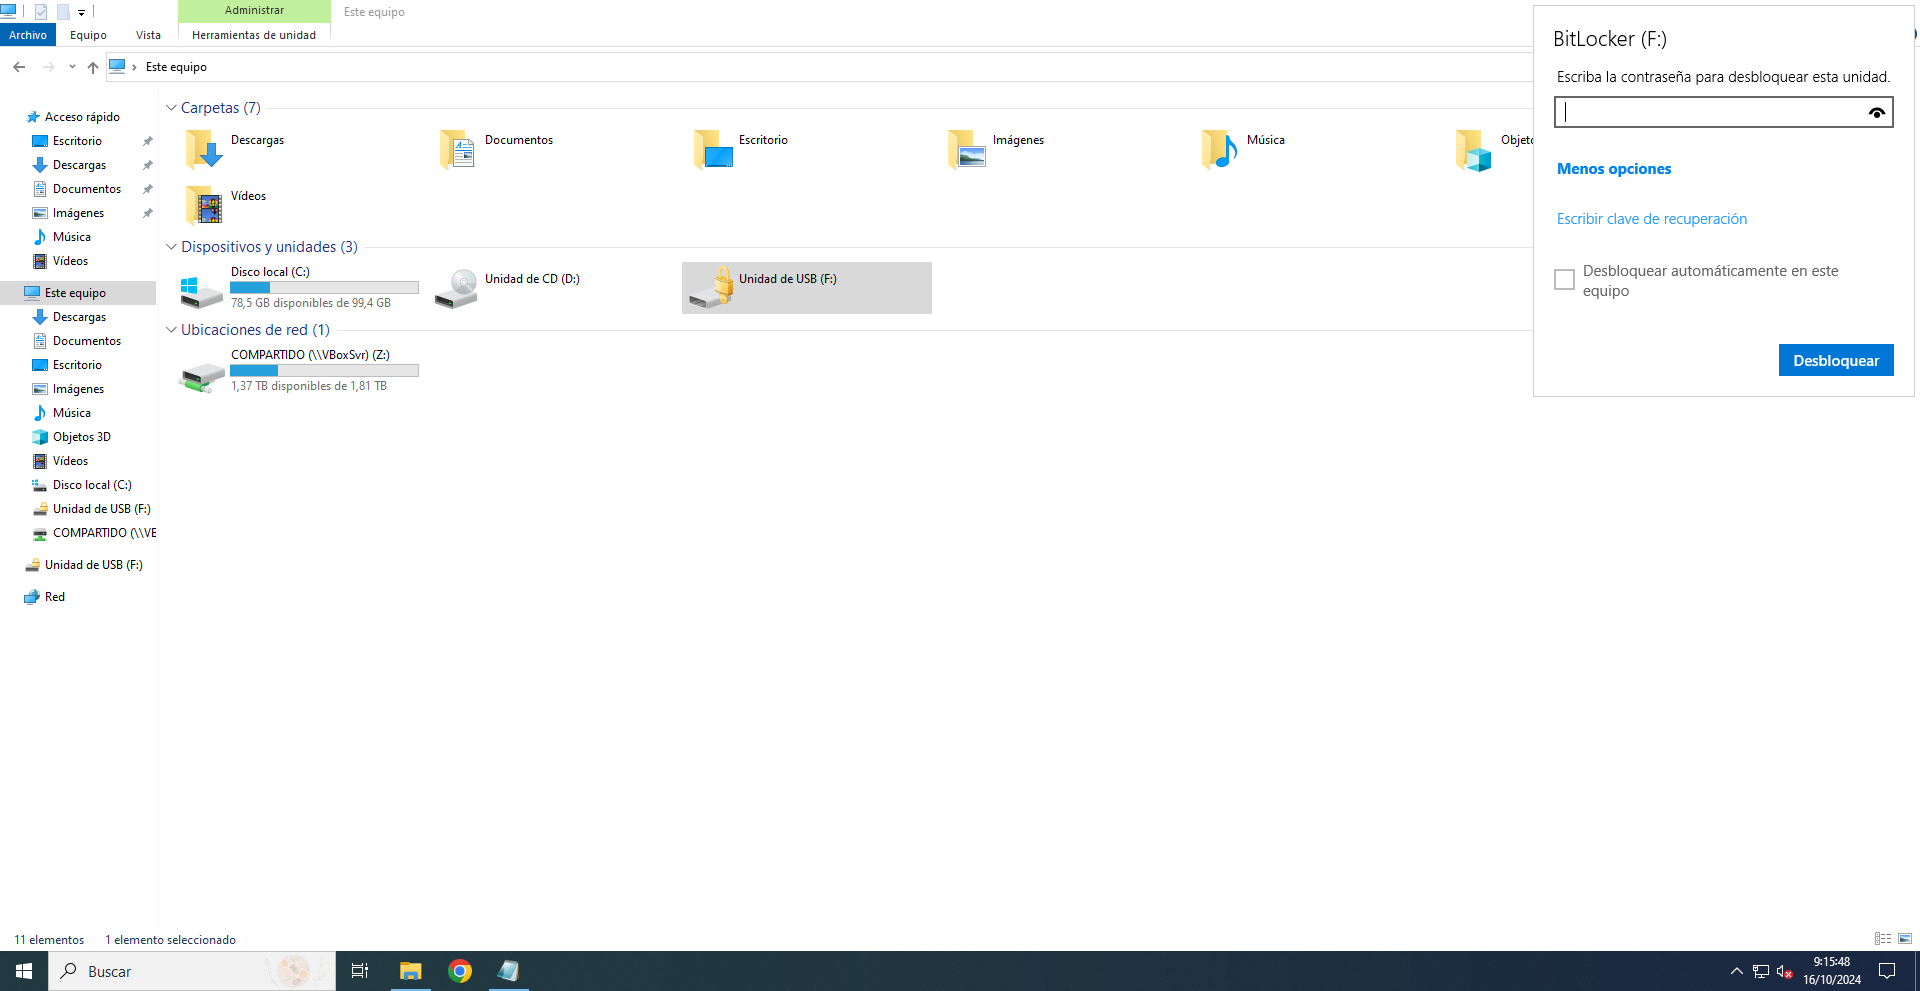 Administrar
Este equipo
Archivo
Equipo
Vista
Herramientas de unidad
Este equipo
Acceso rápido
Escritorio
Descargas
Documentos
Imágenes
Música
Vídeos
Este equipo
Descargas
Documentos
Escritorio
Imágenes
Música
Objetos 3D
Vídeos
Disco local (C:)
Unidad de USB (F:)
COMPARTIDO (\\VE
Unidad de USB (F:)
Red
Carpetas (7)
Descargas
Documentos
Escritorio
Imágenes
Música
Objeto
Vídeos
Dispositivos y unidades (3)
Disco local (C:)
78,5 GB disponibles de 99,4 GB
Unidad de CD (D:)
Unidad de USB (F:)
Ubicaciones de red (1)
COMPARTIDO (\\VBoxSvr) (Z:)
1,37 TB disponibles de 1,81 TB
BitLocker (F:)
Escriba la contraseña para desbloquear esta unidad.
Menos opciones
Escribir clave de recuperación
Desbloquear automáticamente en este
equipo
Desbloquear
11 elementos
1 elemento seleccionado
Buscar
9:15:48
16/10/2024